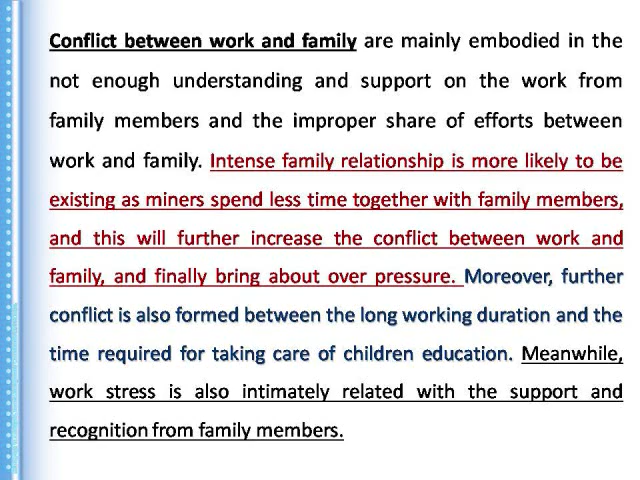 Conflict between work and family are mainly embodied in the
not enough understanding and support on the work from
family members and the improper share of efforts between
work and family. Intense family relationship is more likely to be
existing as miners spend less time together with family members,
and this will further increase the conflict between work and
family, and finally bring about over pressure. Moreover, further
conflict is also formed between the long working duration and the
time required for taking care of children education. Meanwhile,
work stress is also intimately related with the support and
recognition from family members.